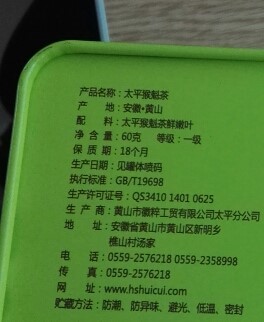 产品名称：太平猴魁茶
产 地：安徽·黄山
配 料：太平猴魁茶鲜嫩叶
净含量：60克 等级：一级
保质期：18个月
生产日期：见罐体喷码
执行标准：GB/T19698
生产许可证号：QS3410 1401 0625
生产商：黄山市徽粹工贸有限公司太平分公司
地 址：安徽省黄山市黄山区新明乡
樵山村汤家
电 话：0559-2576218 0559-2358998
传 真：0559-2576218
网 址：www.hshuicui.com
贮藏方法：防潮、防异味、避光、低温、密封